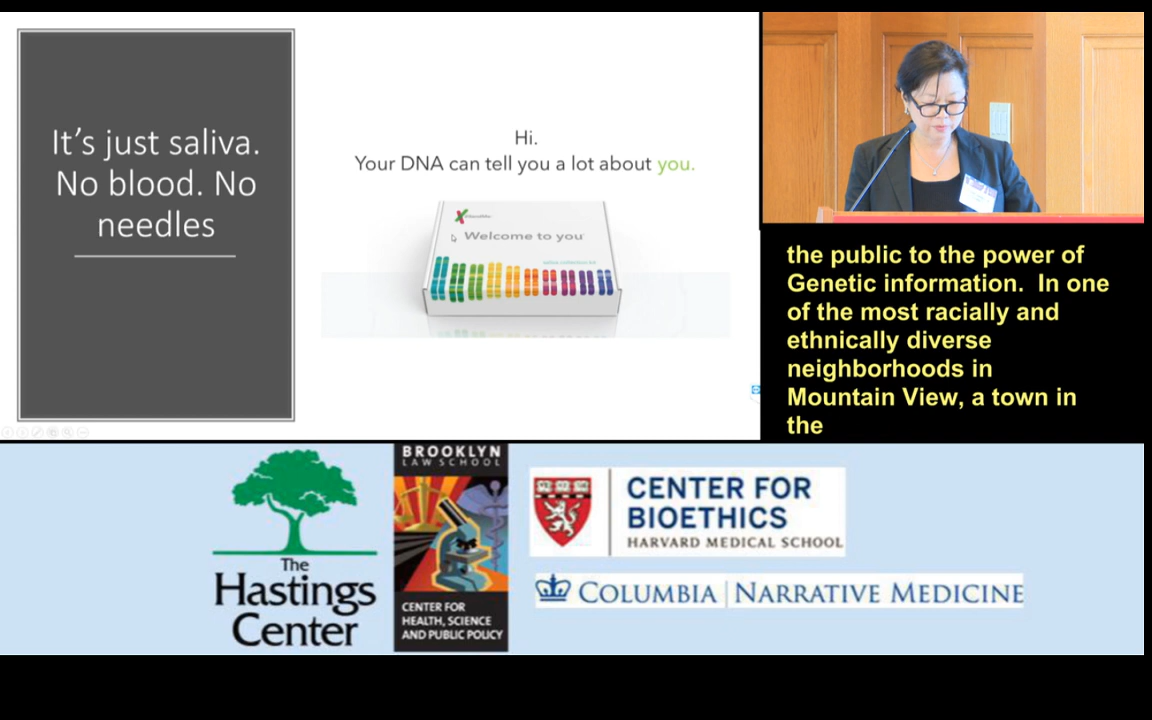 It's just saliva.
No blood. No
needles
Hi.
Your DNA can tell you a lot about you.
Welcome to you
saliva collection kit
the public to the power of
Genetic information. In one
of the most racially and
ethnically diverse
neighborhoods in
Mountain View, a town in
the
The
Hastings
Center
BROOKLYN
LAW SCHOOL
CENTER FOR
HEALTH, SCIENCE
AND PUBLIC POLICY
CENTER FOR
BIOETHICS
HARVARD MEDICAL SCHOOL
COLUMBIA | NARRATIVE MEDICINE